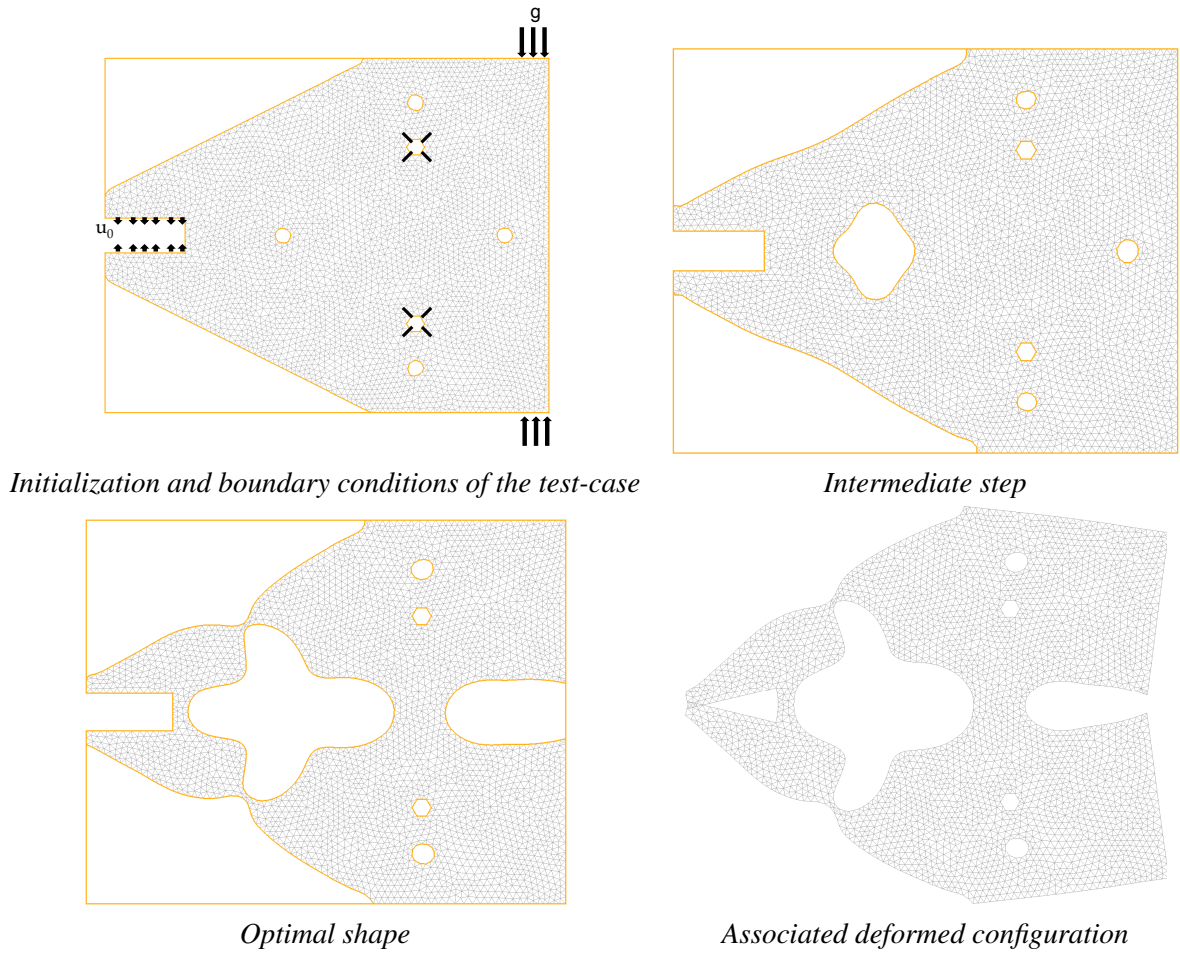 g
u₀
Initialization and boundary conditions of the test-case
Intermediate step
Optimal shape
Associated deformed configuration